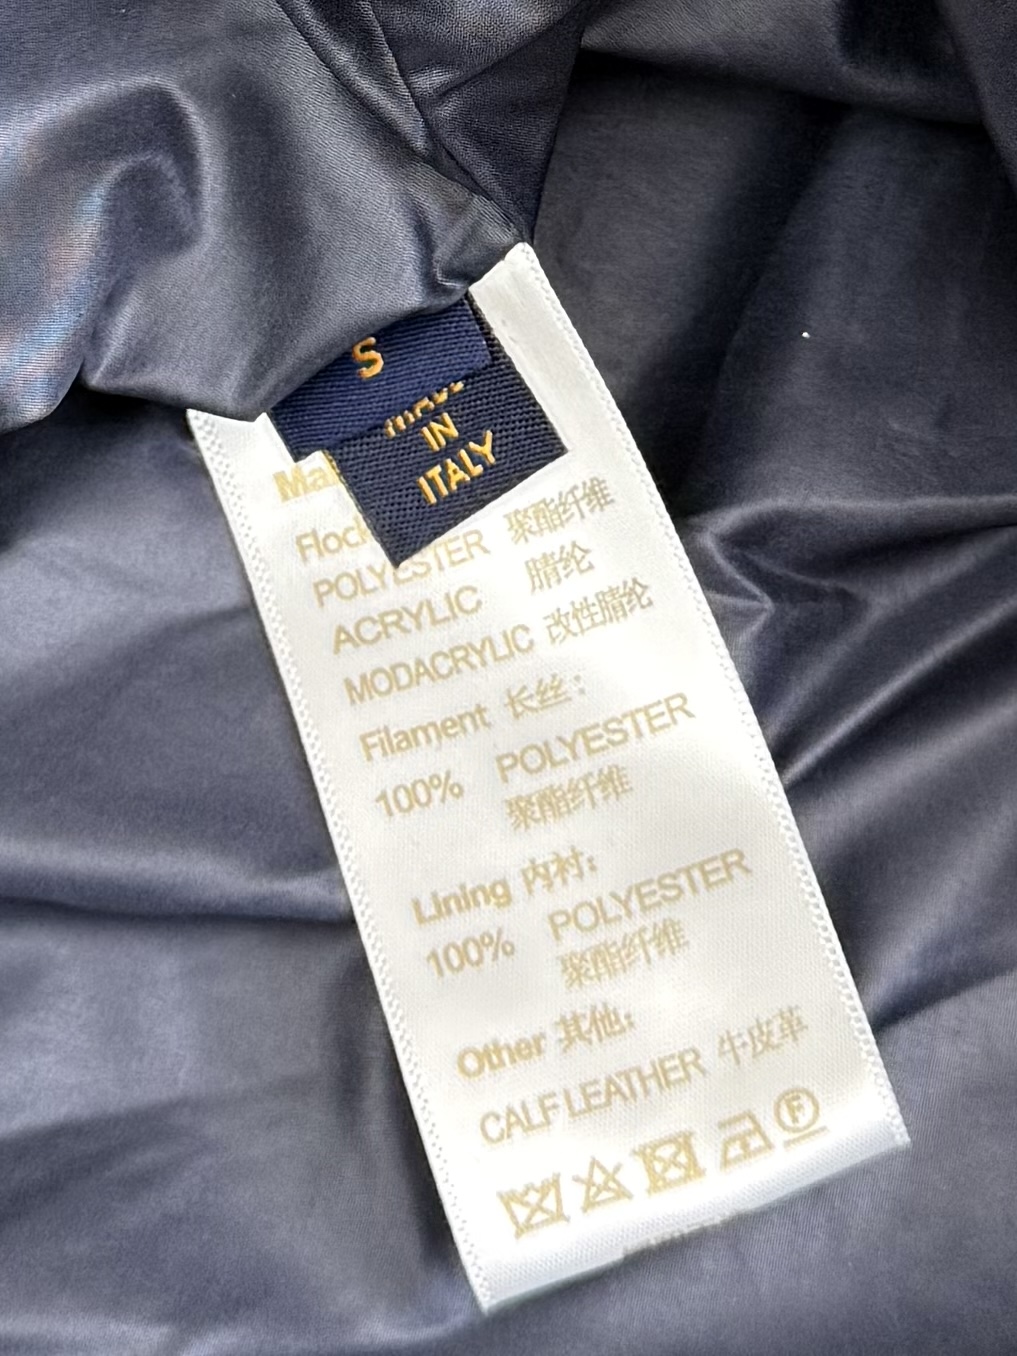 S
MADE
IN
ITALY
POLYESTER 聚酯纤维
ACRYLIC 腈纶
MODACRYLIC 改性腈纶
Filament 长丝:
100% POLYESTER
聚酯纤维
Lining 内衬:
100% POLYESTER
聚酯纤维
Other 其他:
CALF LEATHER 牛皮革
F